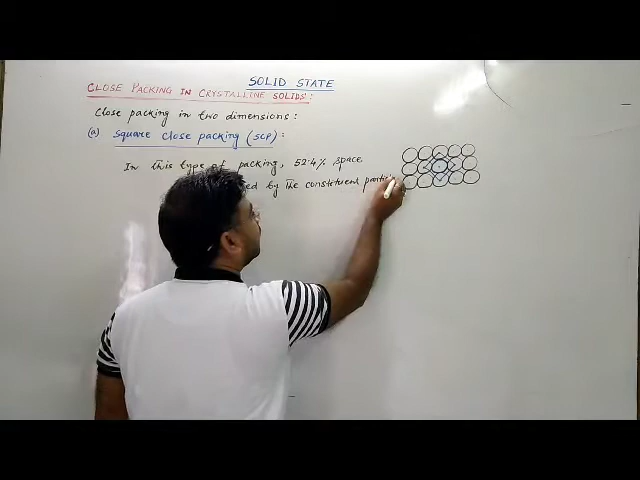 SOLID STATE
CLOSE PACKING IN CRYSTALLINE SOLIDS:
Close packing in two dimensions:
(a) Square close packing (SCP):
In this type of packing, 52.4% space
by the constituent